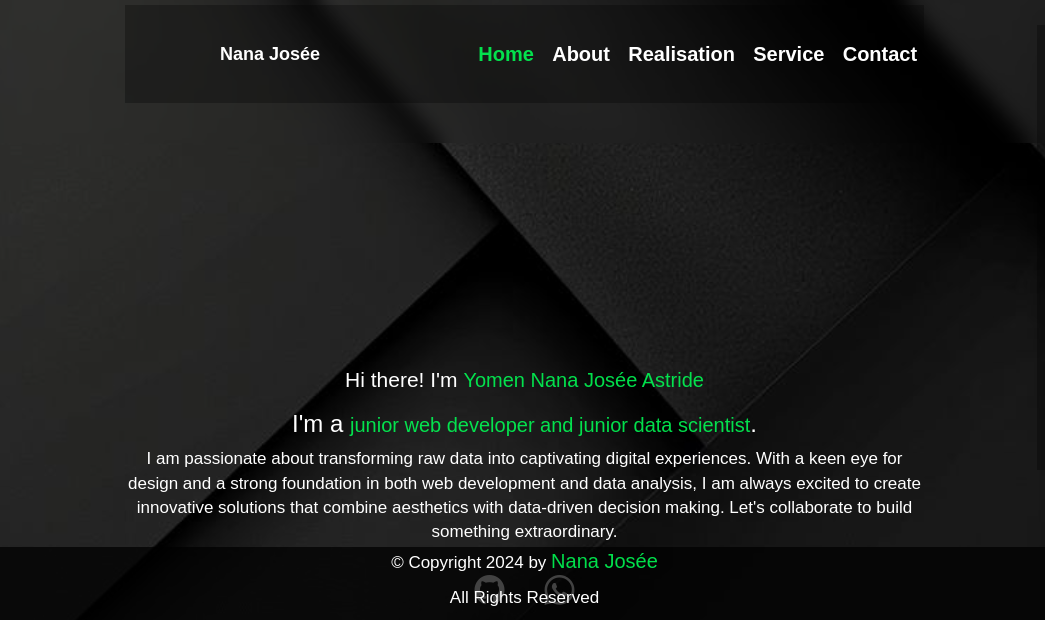 Nana Josée
Home About Realisation Service Contact
Hi there! I'm Yomen Nana Josée Astride
I'm a junior web developer and junior data scientist.
I am passionate about transforming raw data into captivating digital experiences. With a keen eye for
design and a strong foundation in both web development and data analysis, I am always excited to create
innovative solutions that combine aesthetics with data-driven decision making. Let's collaborate to build
something extraordinary.
© Copyright 2024 by Nana Josée
All Rights Reserved